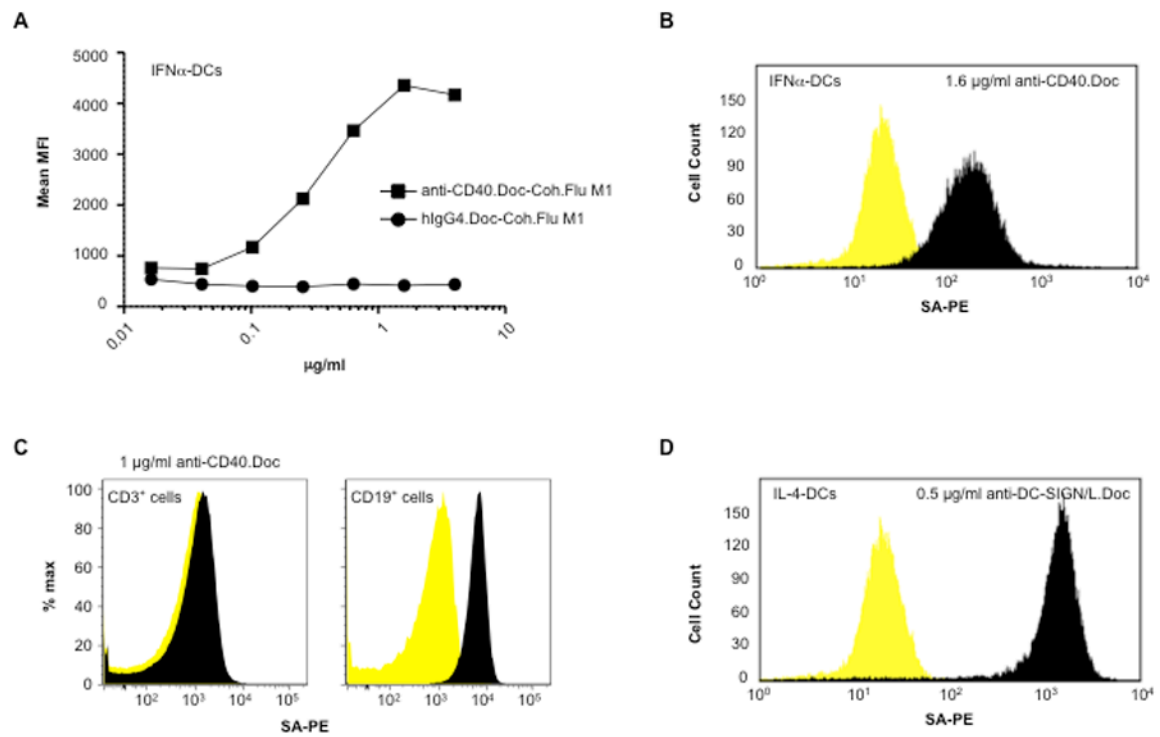 A
5000
4000
3000
2000
1000
0
Mean MFI
IFNα-DCs
anti-CD40.Doc-Coh.Flu M1
hIgG4.Doc-Coh.Flu M1
0.01
0.1
1
10
μg/ml
B
IFNα-DCs
1.6 μg/ml anti-CD40.Doc
150
120
90
60
30
0
Cell Count
10⁰
10¹
10²
10³
10⁴
SA-PE
C
1 μg/ml anti-CD40.Doc
CD3⁺ cells
CD19⁺ cells
100
80
60
40
20
0
% max
10²
10³
10⁴
10⁵
10²
10³
10⁴
10⁵
SA-PE
D
IL-4-DCs
0.5 μg/ml anti-DC-SIGN/L.Doc
150
120
90
60
30
0
Cell Count
10⁰
10¹
10²
10³
10⁴
SA-PE